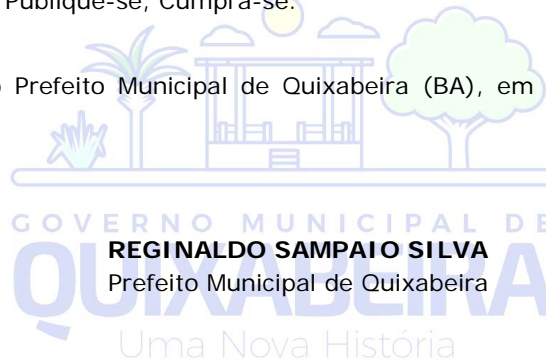 Publique-se, Cumpra-se.
Prefeito Municipal de Quixabeira (BA), em
GOVERNO MUNICIPAL DE
REGINALDO SAMPAIO SILVA
Prefeito Municipal de Quixabeira
QUIXABEIRA
Uma Nova História